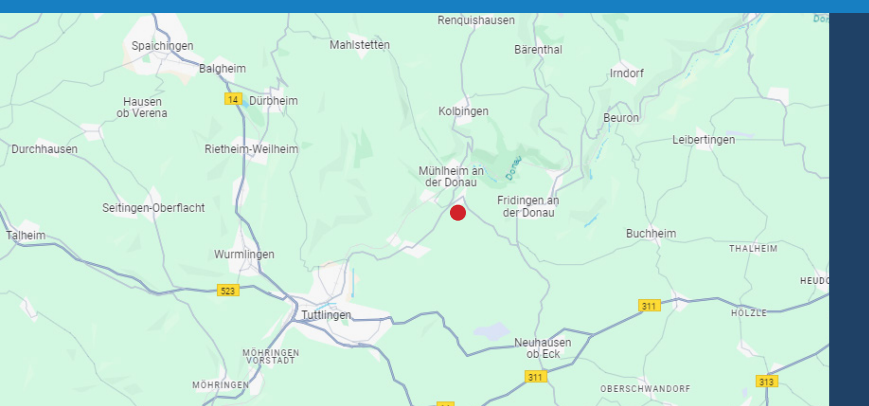 Renquishausen
Do
Spaichingen
Mahlstetten
Bärenthal
Balgheim
Irndorf
14
Dürbheim
Hausen
ob Verena
Kolbingen
Beuron
Leibertingen
Durchhausen
Rietheim-Weilheim
Donau
Mühlheim an
der Donau
Fridingen an
der Donau
Seitingen-Oberflacht
Talheim
Buchheim
THALHEIM
Wurmlingen
HEUDO
523
311
HÖLZLE
Tuttlingen
Neuhausen
ob Eck
MÖHRINGEN
VORSTADT
311
313
MÖHRINGEN
OBERSCHWANDORF